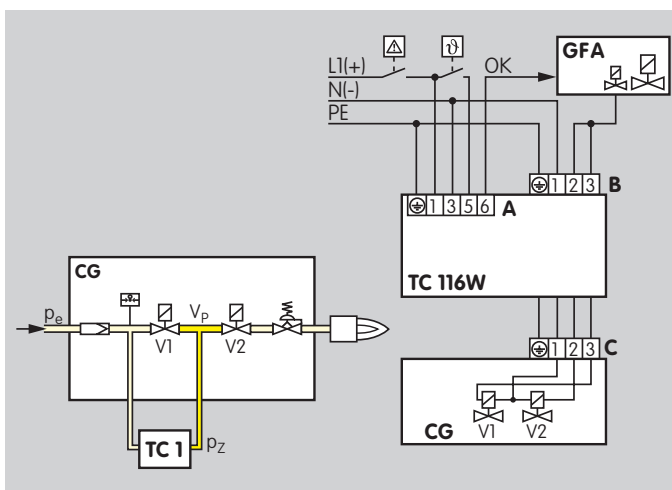 L1(+)
ϑ
OK
GFA
N(-)
PE
⏚ 1 2 3 B
⏚ 1 3 5 6 A
TC 116W
CG
pe
V1
VP
V2
TC 1
pZ
⏚ 1 2 3 C
V1
V2
CG